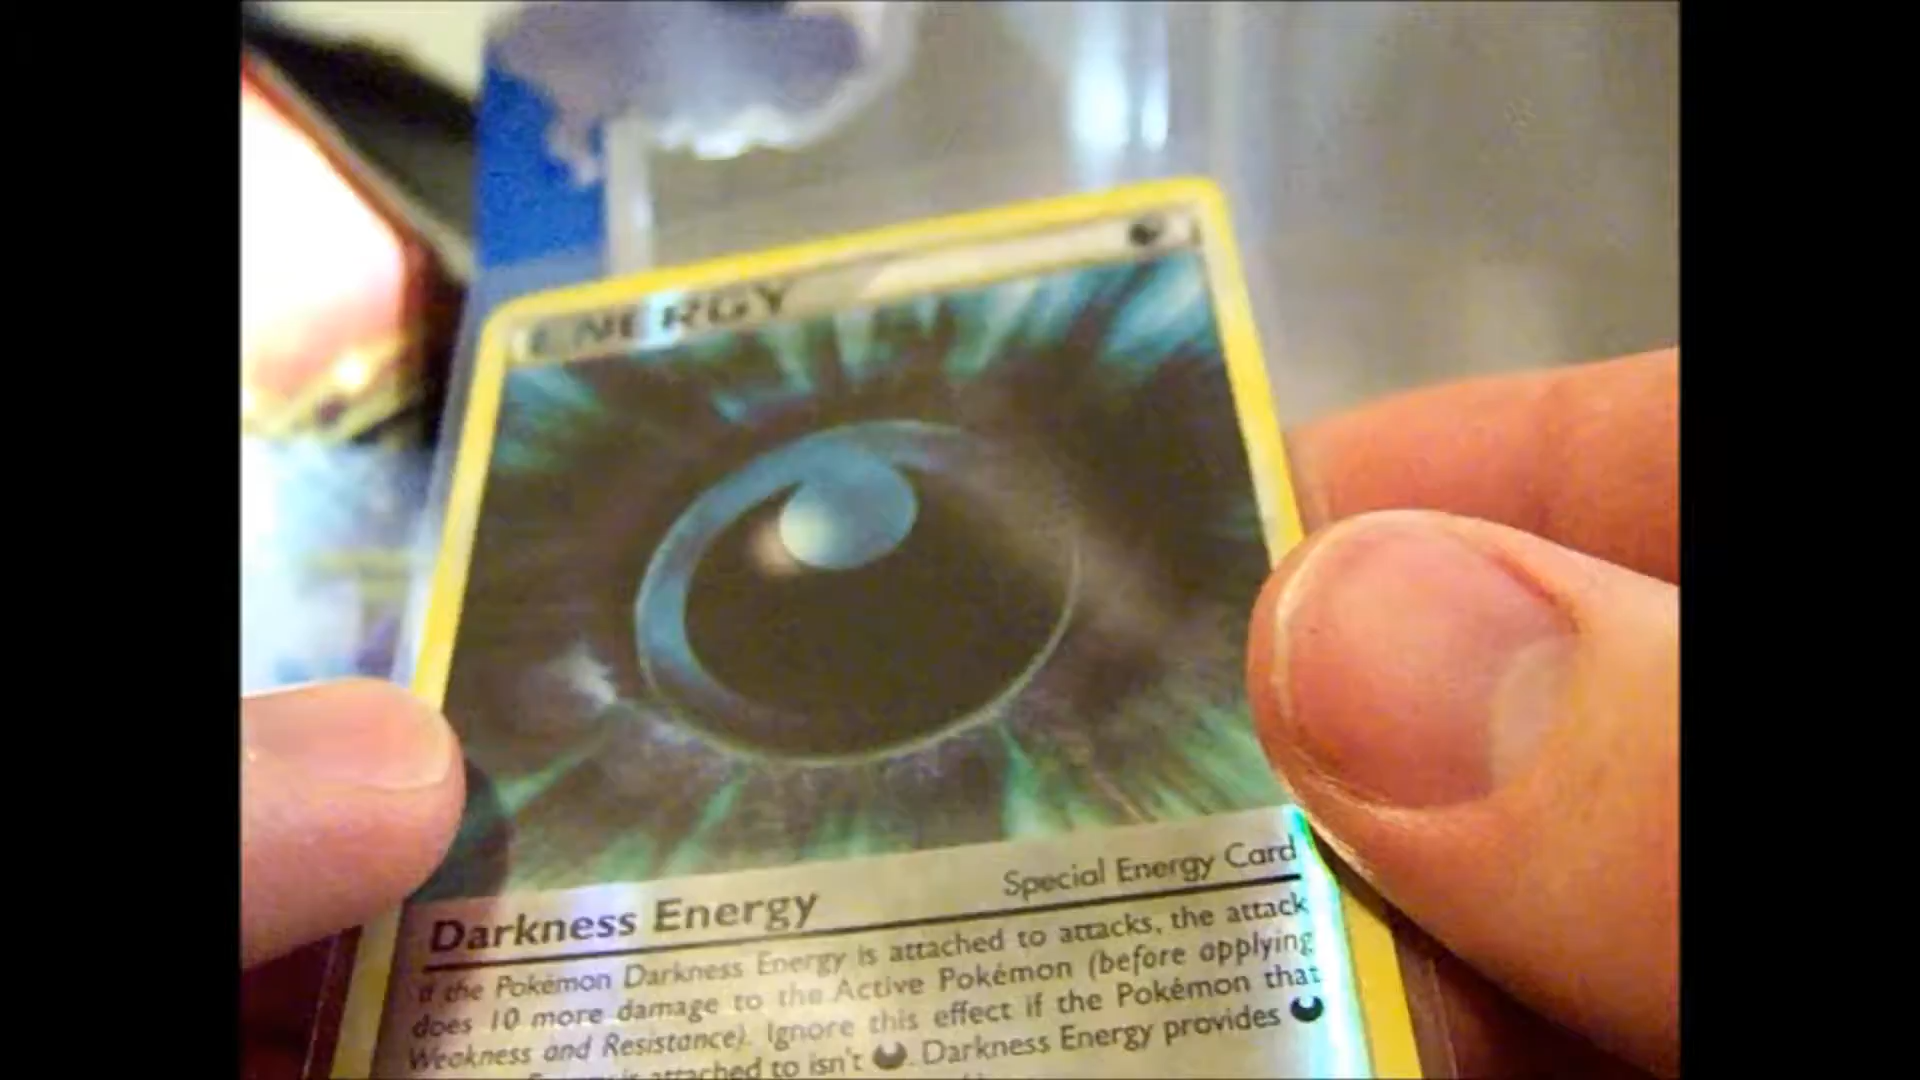 ENERGY
Darkness Energy
Special Energy Card
If the Pokémon Darkness Energy is attached to attacks, the attack
does 10 more damage to the Active Pokémon (before applying
Weakness and Resistance). Ignore this effect if the Pokémon that
Energy is attached to isn't . Darkness Energy provides